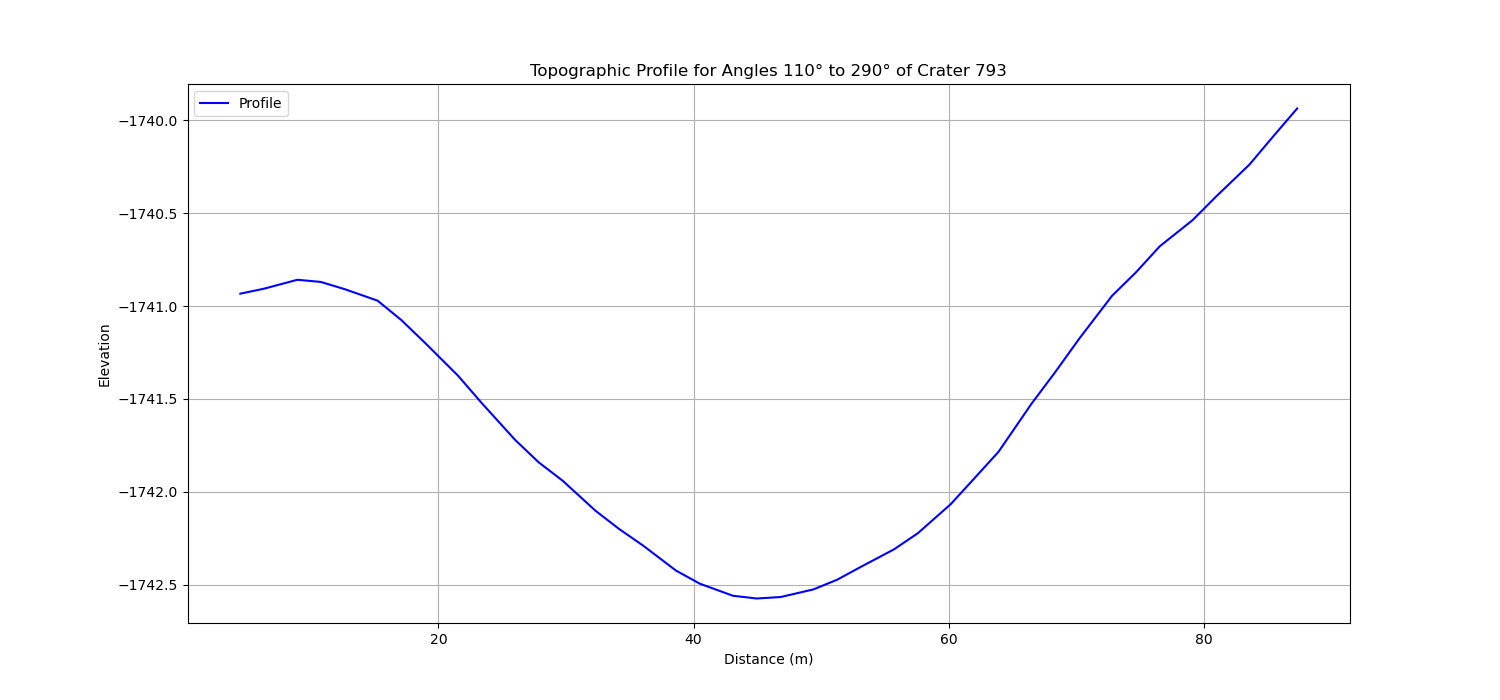 Topographic Profile for Angles 110° to 290° of Crater 793
Profile
−1740.0
−1740.5
−1741.0
−1741.5
−1742.0
−1742.5
Elevation
20
40
60
80
Distance (m)